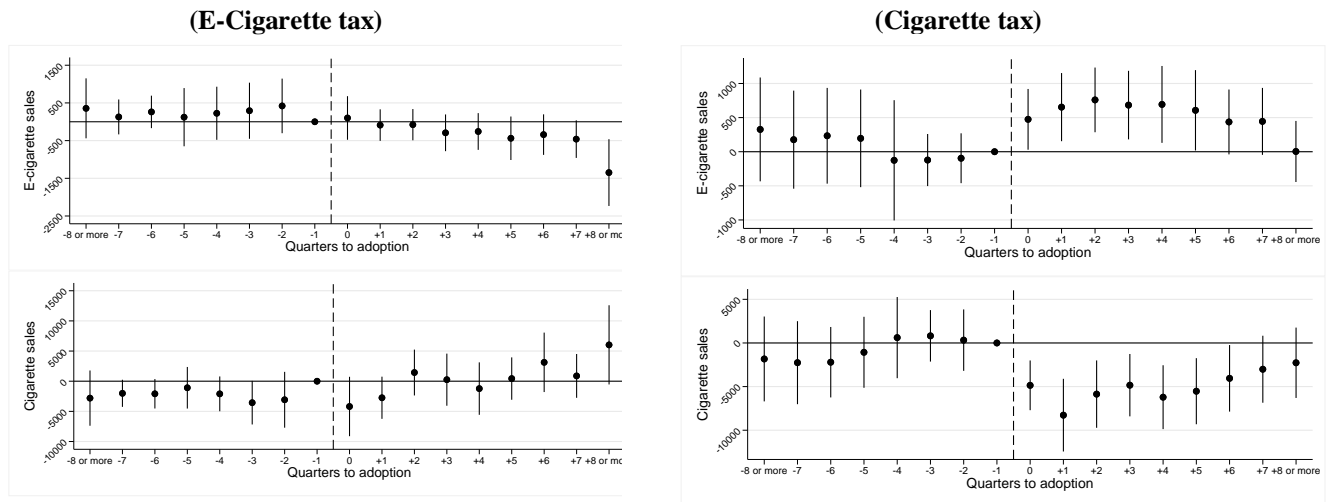 (E-Cigarette tax)
(Cigarette tax)
E-cigarette sales
1500
500
-500
-1500
-2500
-8 or more -7 -6 -5 -4 -3 -2 -1 0 +1 +2 +3 +4 +5 +6 +7 +8 or mo
Quarters to adoption
E-cigarette sales
1000
500
0
-500
-1000
-8 or more -7 -6 -5 -4 -3 -2 -1 0 +1 +2 +3 +4 +5 +6 +7 +8 or more
Quarters to adoption
Cigarette sales
15000
10000
5000
0
-5000
-10000
-8 or more -7 -6 -5 -4 -3 -2 -1 0 +1 +2 +3 +4 +5 +6 +7 +8 or mo
Quarters to adoption
Cigarette sales
5000
0
-5000
-10000
-8 or more -7 -6 -5 -4 -3 -2 -1 0 +1 +2 +3 +4 +5 +6 +7 +8 or more
Quarters to adoption